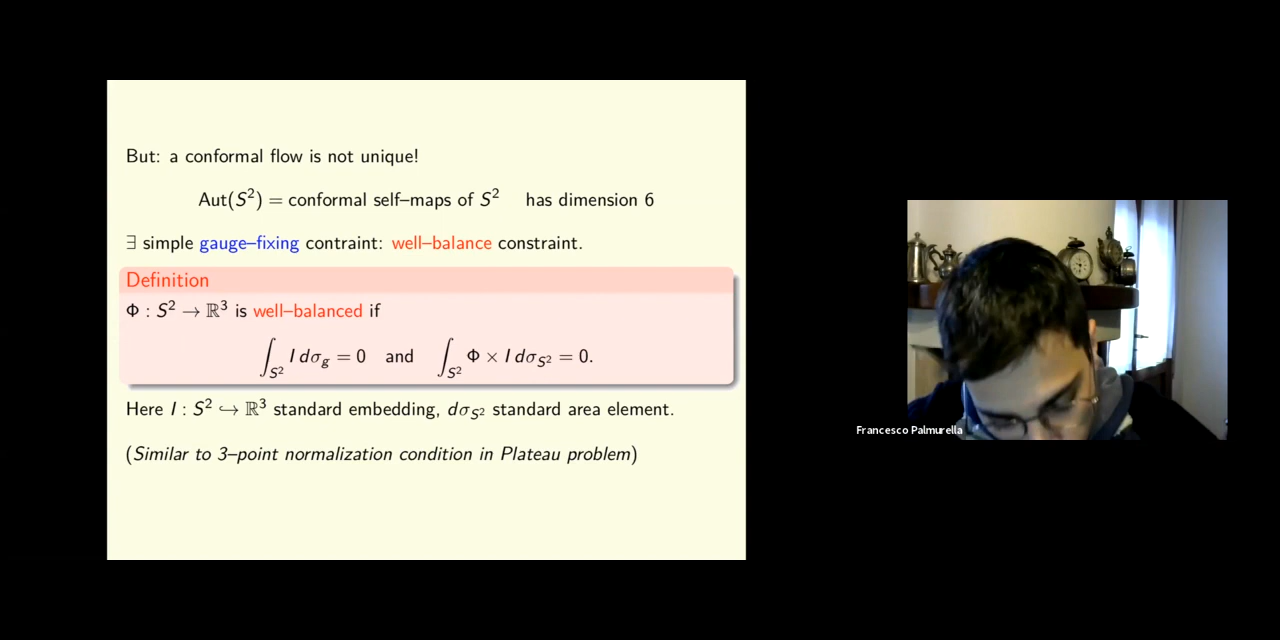 But: a conformal flow is not unique!
Aut(S²) = conformal self–maps of S² has dimension 6
∃ simple gauge–fixing contraint: well–balance constraint.
Definition
Φ : S² → ℝ³ is well–balanced if
∫_{S²} I dσ_g = 0 and ∫_{S²} Φ × I dσ_{S²} = 0.
Here I : S² ↪ ℝ³ standard embedding, dσ_{S²} standard area element.
(Similar to 3–point normalization condition in Plateau problem)
Francesco Palmurella